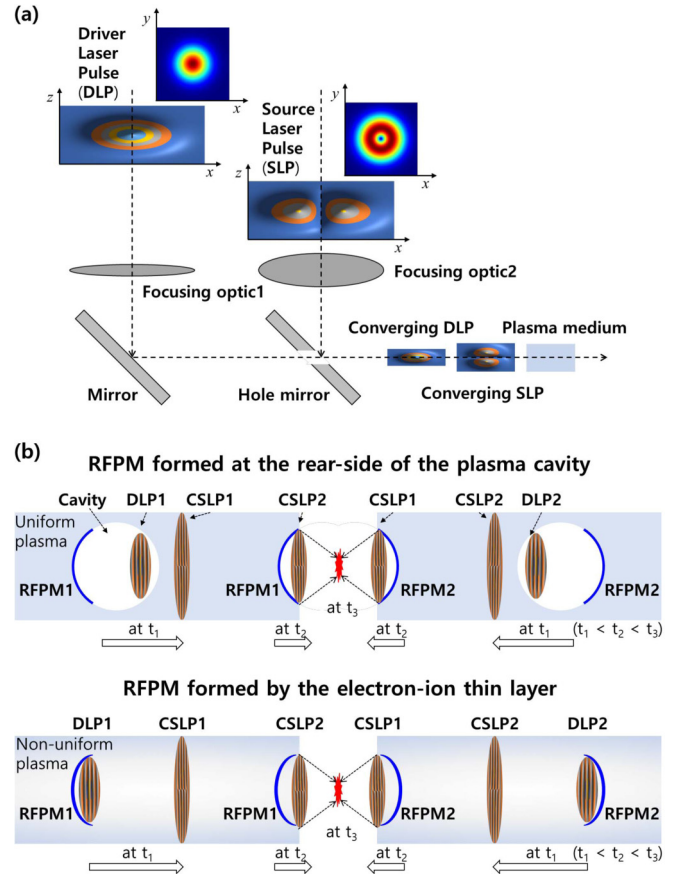 (a)
Driver
Laser
Pulse
(DLP)
y
x
z
x
Source
Laser
Pulse
(SLP)
y
x
z
x
Focusing optic1
Focusing optic2
Converging DLP
Plasma medium
Mirror
Hole mirror
Converging SLP
(b)
RFPM formed at the rear-side of the plasma cavity
Cavity DLP1 CSLP1 CSLP2 CSLP1 CSLP2 DLP2
Uniform
plasma
RFPM1 RFPM1 RFPM2 RFPM2
at t3
at t1 at t2 at t2 at t1 (t1 < t2 < t3)
RFPM formed by the electron-ion thin layer
DLP1 CSLP1 CSLP2 CSLP1 CSLP2 DLP2
Non-uniform
plasma
RFPM1 RFPM1 RFPM2 RFPM2
at t3
at t1 at t2 at t2 at t1 (t1 < t2 < t3)